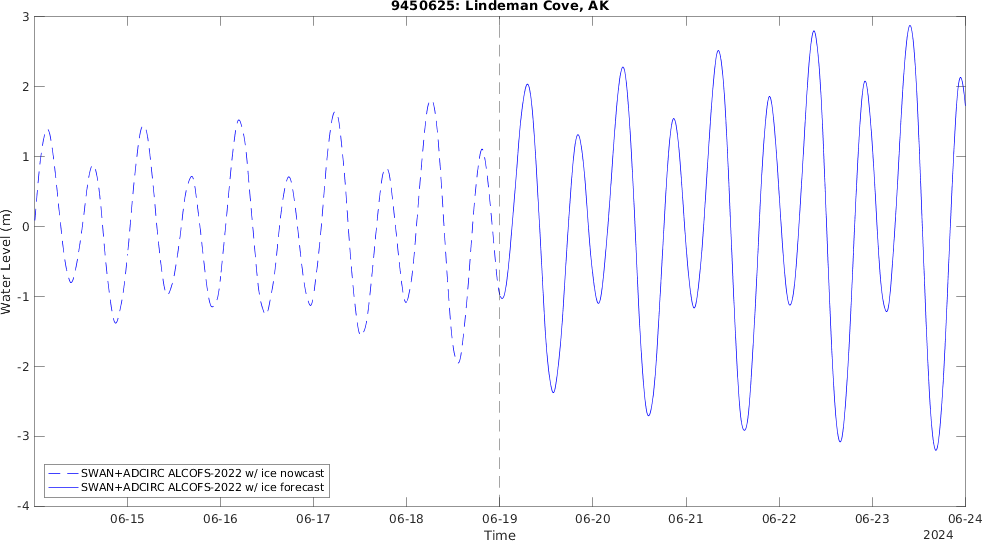 9450625: Lindeman Cove, AK
Water Level (m)
3
2
1
0
-1
-2
-3
-4
SWAN+ADCIRC ALCOFS-2022 w/ ice nowcast
SWAN+ADCIRC ALCOFS-2022 w/ ice forecast
06-15 06-16 06-17 06-18 06-19 06-20 06-21 06-22 06-23 06-24
Time
2024